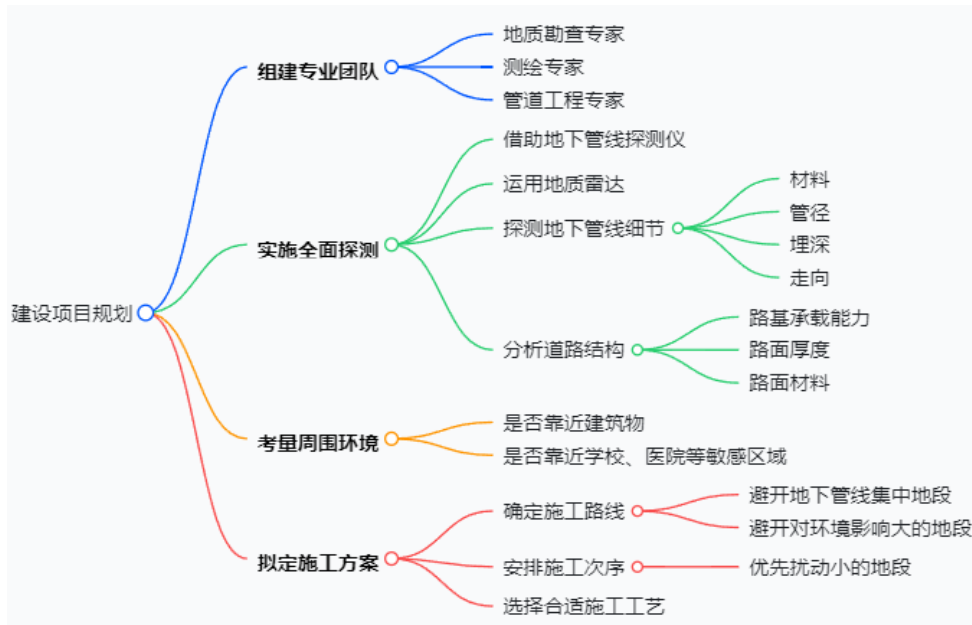 建设项目规划
组建专业团队
地质勘查专家
测绘专家
管道工程专家
实施全面探测
借助地下管线探测仪
运用地质雷达
探测地下管线细节
材料
管径
埋深
走向
分析道路结构
路基承载能力
路面厚度
路面材料
考量周围环境
是否靠近建筑物
是否靠近学校、医院等敏感区域
拟定施工方案
确定施工路线
避开地下管线集中地段
避开对环境影响大的地段
安排施工次序
优先扰动小的地段
选择合适施工工艺